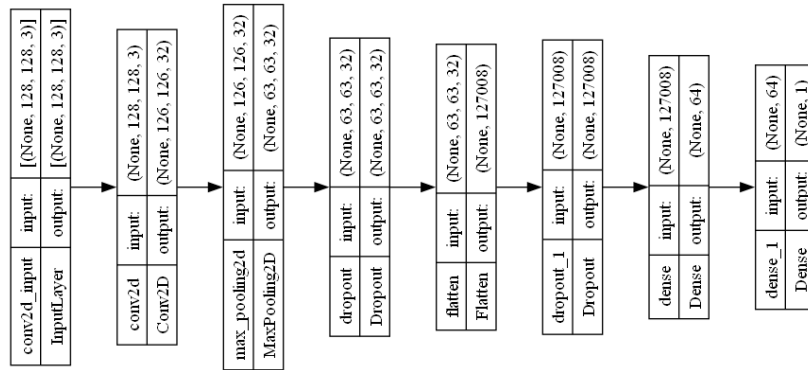 conv2d_input input: [(None, 128, 128, 3)]
InputLayer output: [(None, 128, 128, 3)]
conv2d input: (None, 128, 128, 3)
Conv2D output: (None, 126, 126, 32)
max_pooling2d input: (None, 126, 126, 32)
MaxPooling2D output: (None, 63, 63, 32)
dropout input: (None, 63, 63, 32)
Dropout output: (None, 63, 63, 32)
flatten input: (None, 63, 63, 32)
Flatten output: (None, 127008)
dropout_1 input: (None, 127008)
Dropout output: (None, 127008)
dense input: (None, 127008)
Dense output: (None, 64)
dense_1 input: (None, 64)
Dense output: (None, 1)